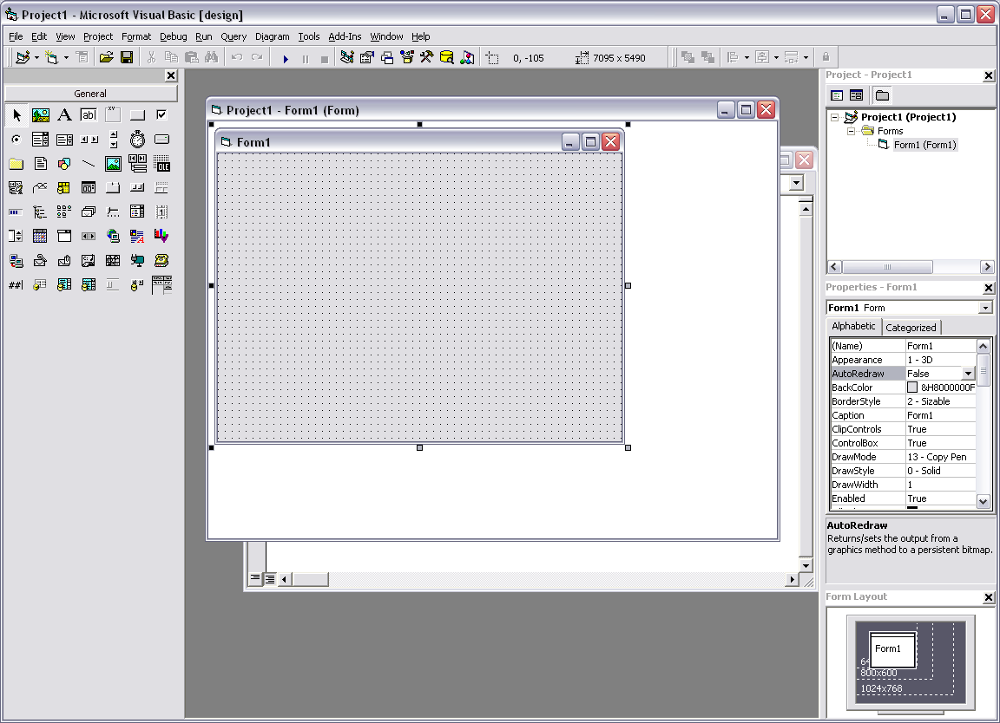 Project1 - Microsoft Visual Basic [design]
File Edit View Project Format Debug Run Query Diagram Tools Add-Ins Window Help
0, -105 7095 x 5490
General
A ab| xv
OLE
1
##|
Project1 - Form1 (Form)
Form1
Project - Project1
Project1 (Project1)
Forms
Form1 (Form1)
Properties - Form1
Form1 Form
Alphabetic Categorized
(Name) Form1
Appearance 1 - 3D
AutoRedraw False
BackColor &H8000000F
BorderStyle 2 - Sizable
Caption Form1
ClipControls True
ControlBox True
DrawMode 13 - Copy Pen
DrawStyle 0 - Solid
DrawWidth 1
Enabled True
AutoRedraw
Returns/sets the output from a
graphics method to a persistent bitmap.
Form Layout
Form1
64
800x600
1024x768